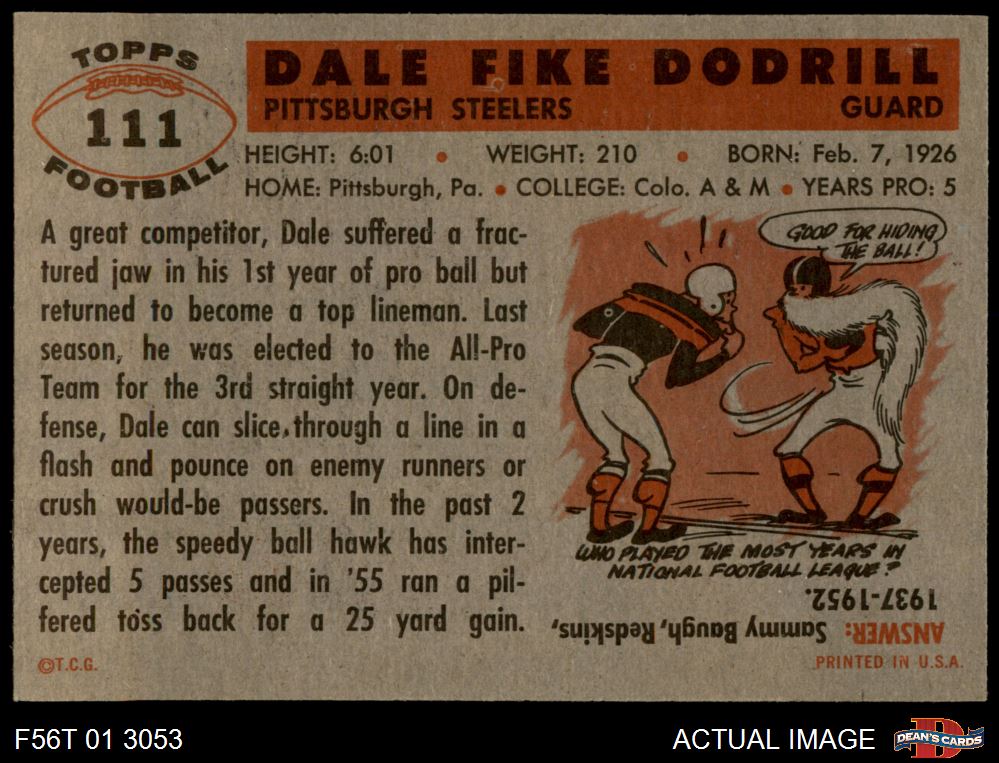 TOPPS
111
FOOTBALL
DALE FIKE DODRILL
PITTSBURGH STEELERS GUARD
HEIGHT: 6:01 • WEIGHT: 210 • BORN: Feb. 7, 1926
HOME: Pittsburgh, Pa. • COLLEGE: Colo. A & M • YEARS PRO: 5
A great competitor, Dale suffered a frac-
tured jaw in his 1st year of pro ball but
returned to become a top lineman. Last
season, he was elected to the All-Pro
Team for the 3rd straight year. On de-
fense, Dale can slice through a line in a
flash and pounce on enemy runners or
crush would-be passers. In the past 2
years, the speedy ball hawk has inter-
cepted 5 passes and in '55 ran a pil-
fered toss back for a 25 yard gain.
GOOD FOR HIDING
THE BALL!
WHO PLAYED THE MOST YEARS IN
NATIONAL FOOTBALL LEAGUE?
ANSWER: Sammy Baugh, Redskins,
1937-1952.
©T.C.G.
PRINTED IN U.S.A.
F56T 01 3053
ACTUAL IMAGE
DEAN'S CARDS